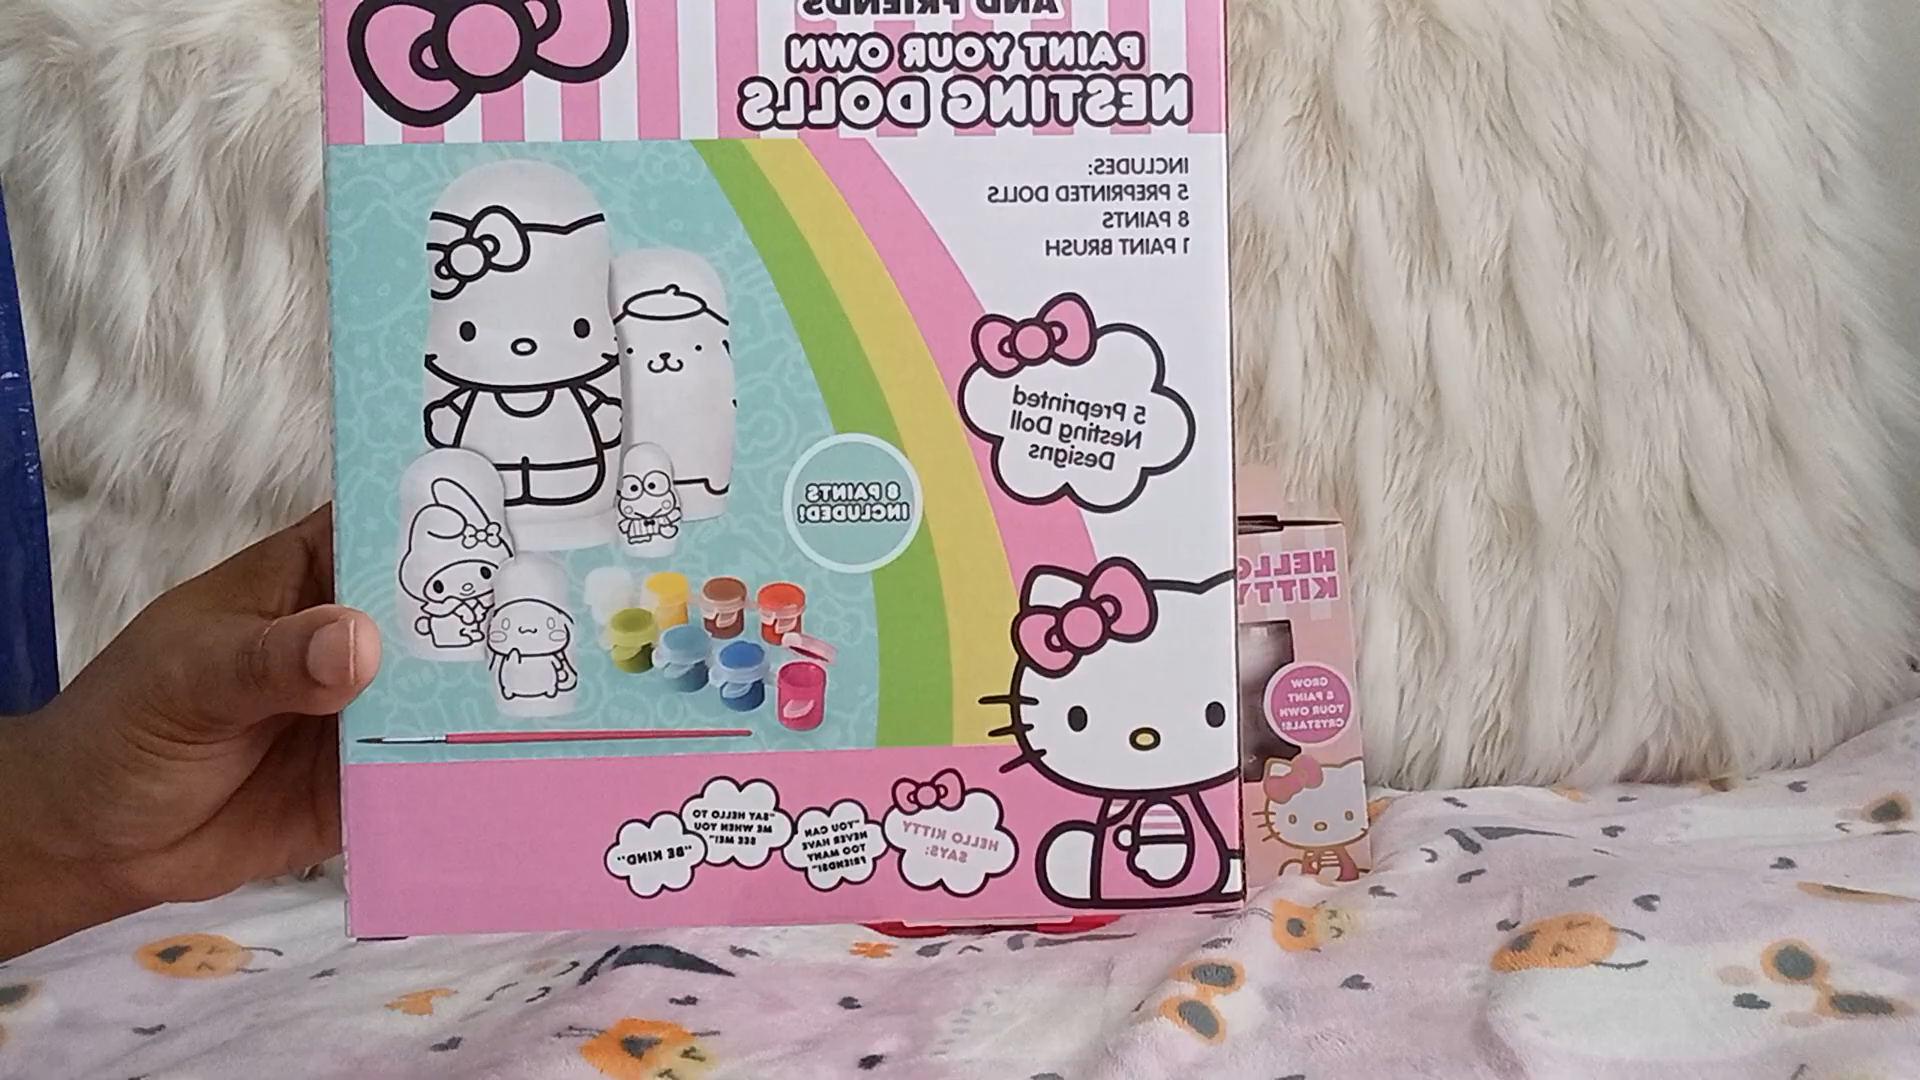 AND FRIENDS
PAINT YOUR OWN
NESTING DOLLS
INCLUDES:
5 PREPRINTED DOLLS
8 PAINTS
1 PAINT BRUSH
5 Preprinted
Nesting Doll
Designs
8 PAINTS
INCLUDED!
HELLO KITTY
SAYS:
"YOU CAN
NEVER HAVE
TOO MANY
FRIENDS!"
"SAY HELLO TO
ME WHEN YOU
SEE ME!"
"BE KIND"
HELLO
KITTY
GROW
& PAINT
YOUR OWN
CRYSTALS!